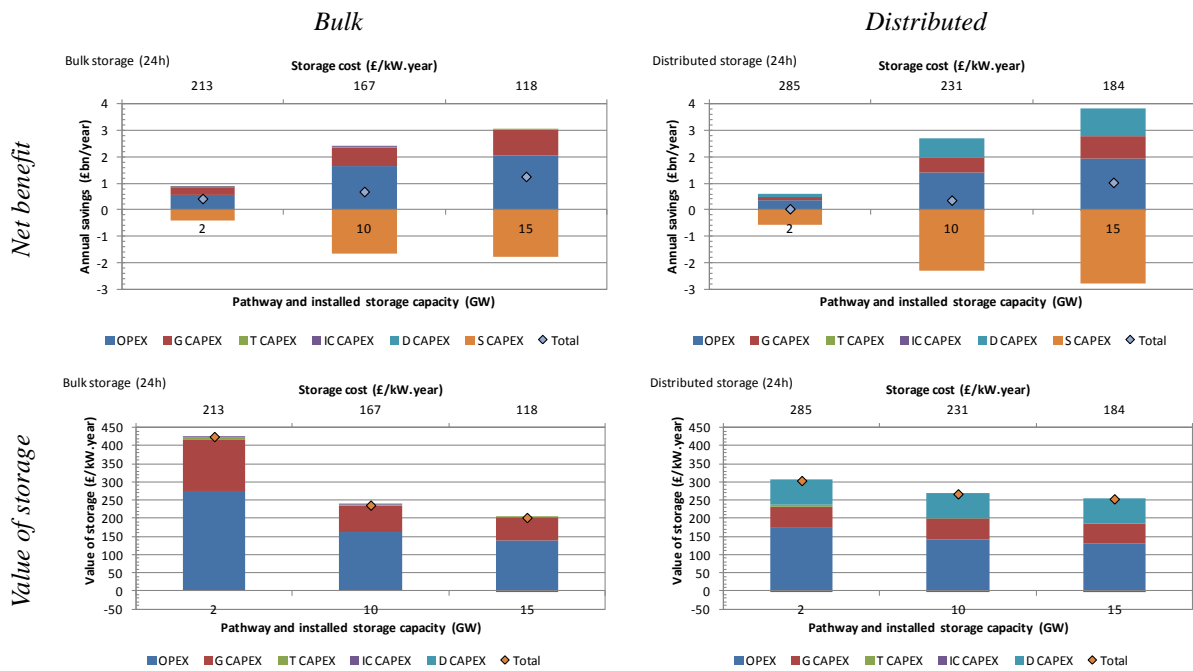 Bulk
Distributed
Net benefit
Value of storage
Bulk storage (24h)
Storage cost (£/kW.year)
213 167 118
Annual savings (£bn/year)
4
3
2
1
0
-1
-2
-3
2 10 15
Pathway and installed storage capacity (GW)
OPEX G CAPEX T CAPEX IC CAPEX D CAPEX S CAPEX Total
Distributed storage (24h)
Storage cost (£/kW.year)
285 231 184
Annual savings (£bn/year)
4
3
2
1
0
-1
-2
-3
2 10 15
Pathway and installed storage capacity (GW)
OPEX G CAPEX T CAPEX IC CAPEX D CAPEX S CAPEX Total
Bulk storage (24h)
Storage cost (£/kW.year)
213 167 118
Value of storage (£/kW.year)
450
400
350
300
250
200
150
100
50
0
-50
2 10 15
Pathway and installed storage capacity (GW)
OPEX G CAPEX T CAPEX IC CAPEX D CAPEX Total
Distributed storage (24h)
Storage cost (£/kW.year)
285 231 184
Value of storage (£/kW.year)
450
400
350
300
250
200
150
100
50
0
-50
2 10 15
Pathway and installed storage capacity (GW)
OPEX G CAPEX T CAPEX IC CAPEX D CAPEX Total